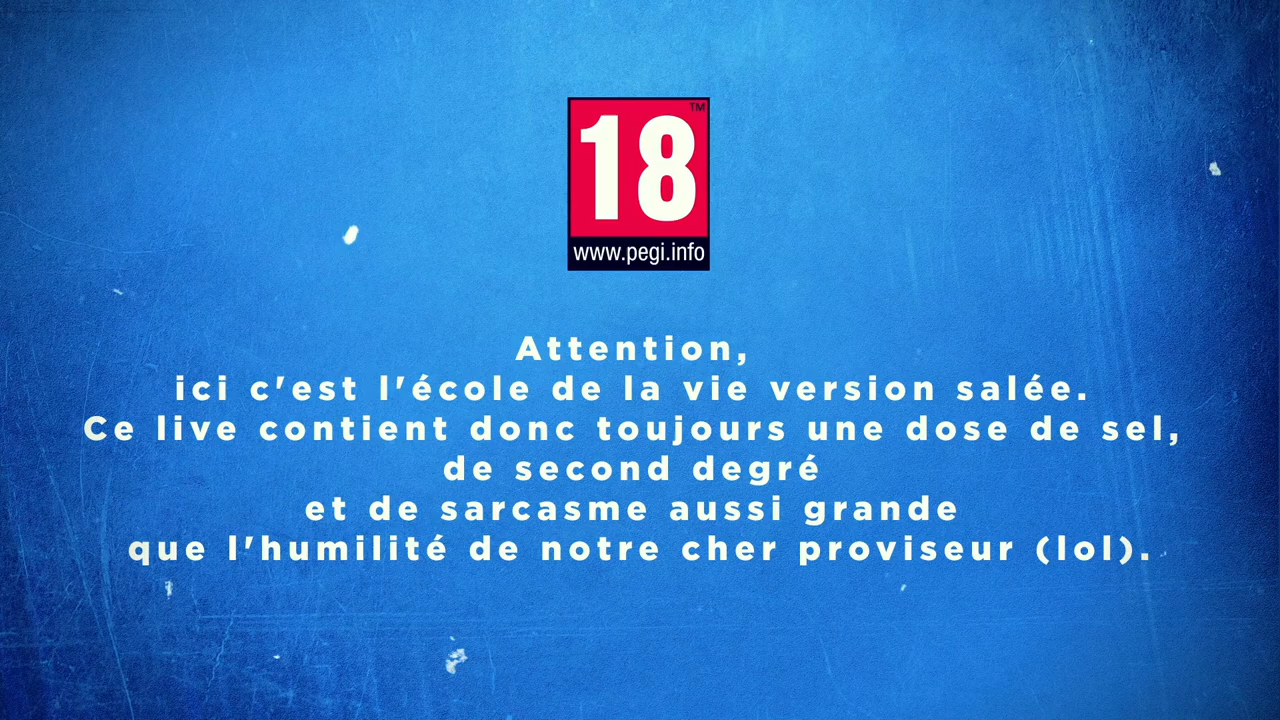 18
TM
www.pegi.info
Attention,
ici c'est l'école de la vie version salée.
Ce live contient donc toujours une dose de sel,
de second degré
et de sarcasme aussi grande
que l'humilité de notre cher proviseur (lol).